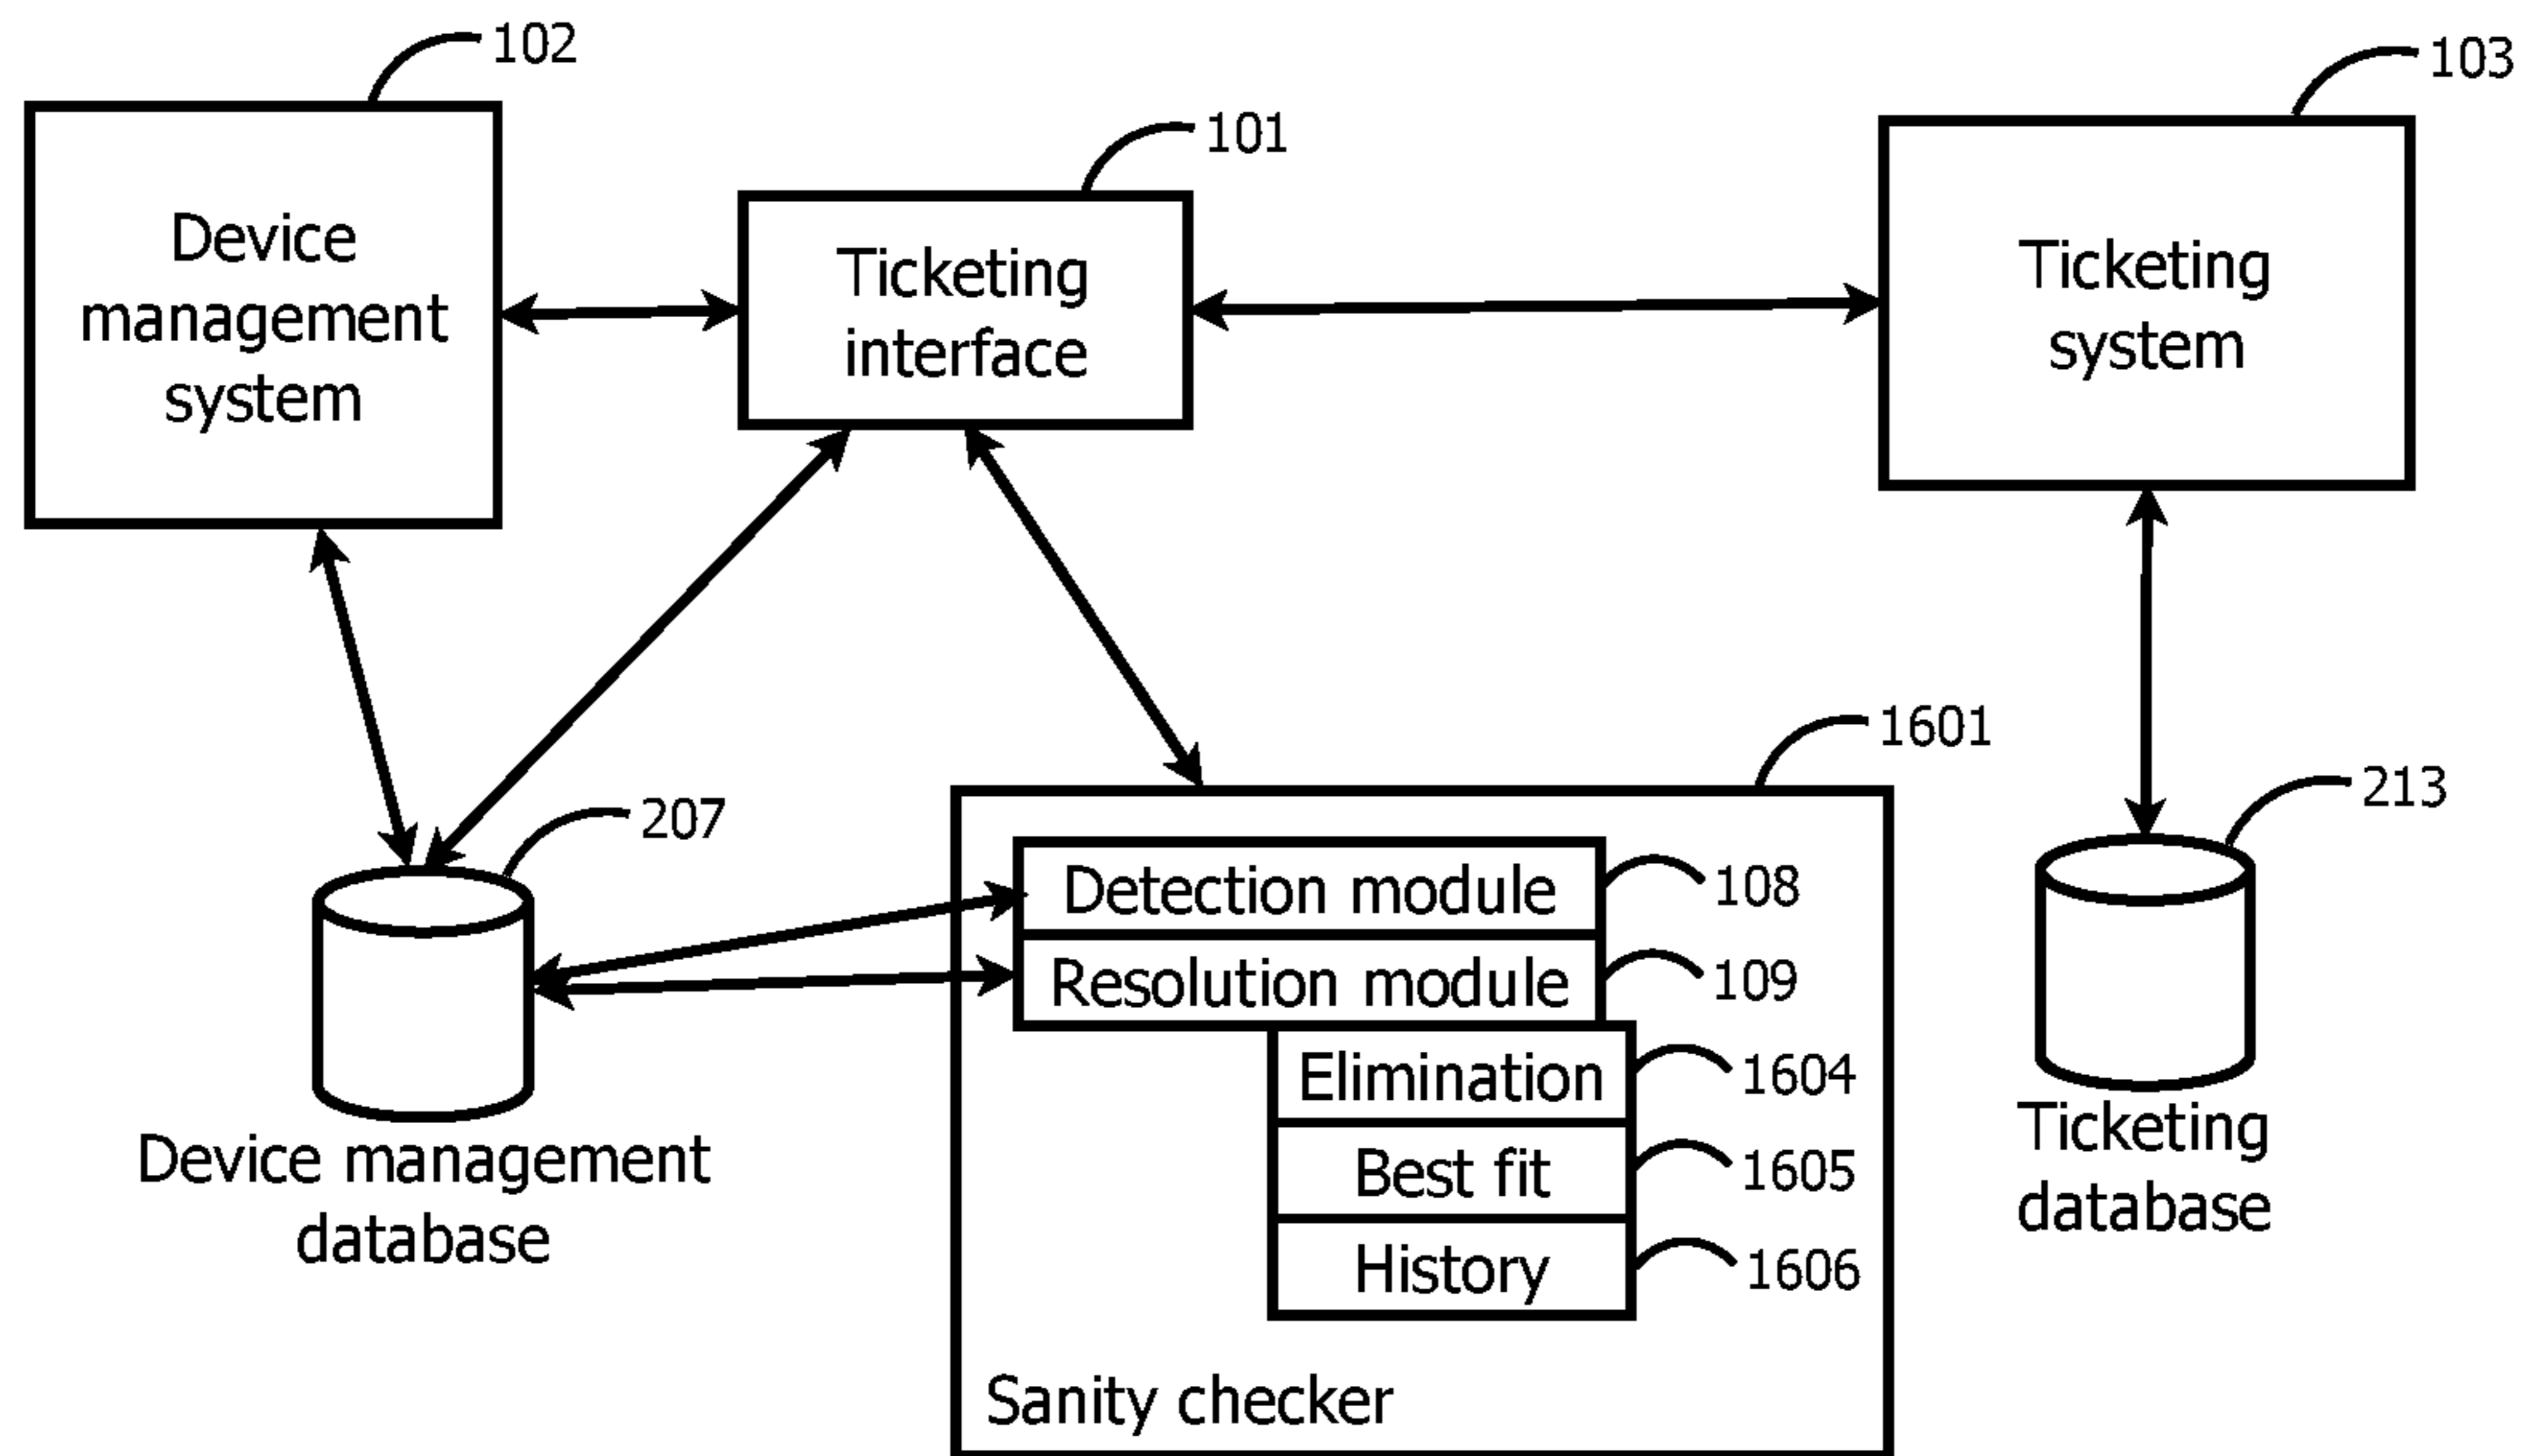 102
103
101
Device
management
system
Ticketing
interface
Ticketing
system
1601
207
213
Detection module
108
Resolution module
109
Elimination
1604
Best fit
1605
History
1606
Device management
database
Ticketing
database
Sanity checker